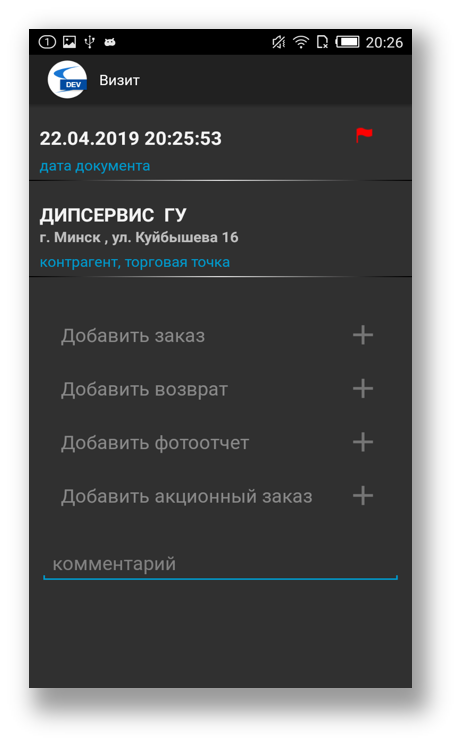 1 20:26
DEV Визит
22.04.2019 20:25:53
дата документа
ДИПСЕРВИС ГУ
г. Минск , ул. Куйбышева 16
контрагент, торговая точка
Добавить заказ
Добавить возврат
Добавить фотоотчет
Добавить акционный заказ
комментарий